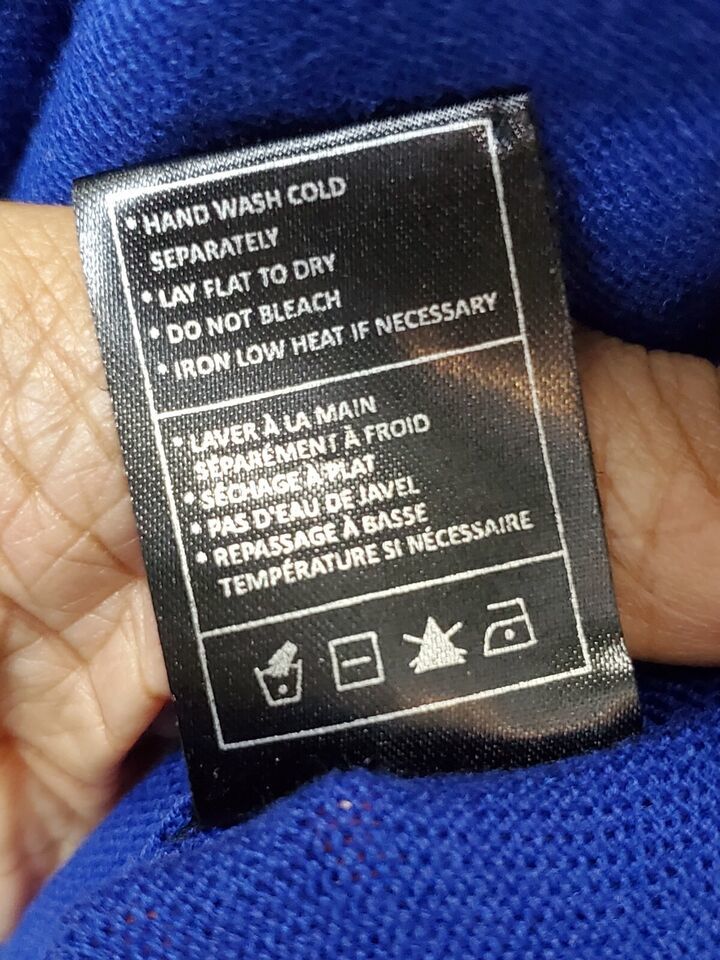 • HAND WASH COLD
SEPARATELY
• LAY FLAT TO DRY
• DO NOT BLEACH
• IRON LOW HEAT IF NECESSARY
• LAVER À LA MAIN
SÉPARÉMENT À FROID
• SÉCHAGE À PLAT
• PAS D'EAU DE JAVEL
• REPASSAGE À BASSE
TEMPÉRATURE SI NÉCESSAIRE